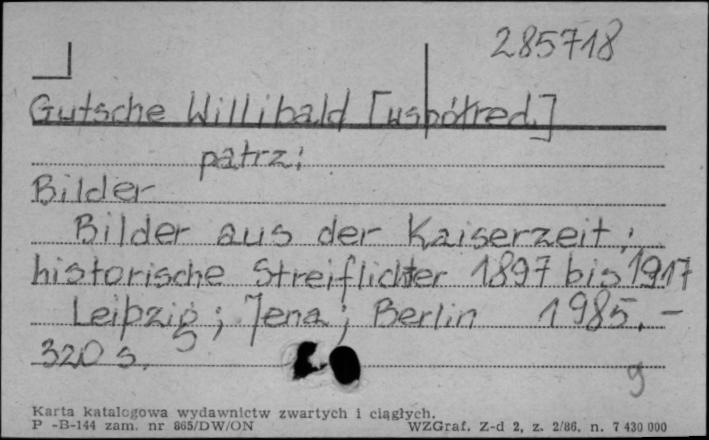 285718
Gutsche Willibald [współred.]
patrz:
Bilder
Bilder aus der Kaiserzeit :
historische Streiflichter 1897 bis 1917
Leipzig ; Jena ; Berlin 1985. -
320 s.
g
Karta katalogowa wydawnictw zwartych i ciągłych.
P -B-144 zam. nr 865/DW/ON WZGraf. Z-d 2, z. 2/86, n. 7 430 000